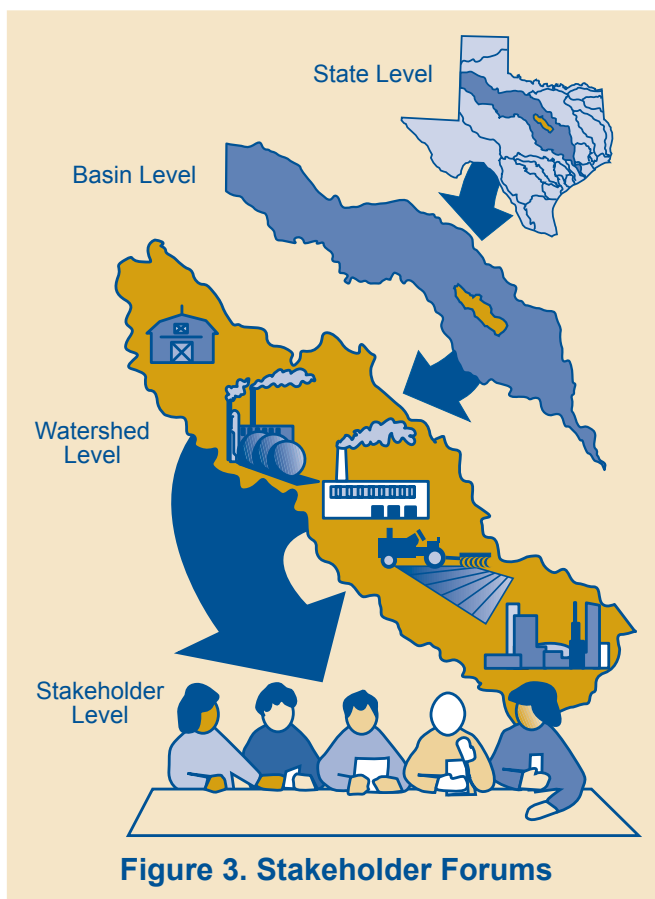 State Level
Basin Level
Watershed
Level
Stakeholder
Level
Figure 3. Stakeholder Forums